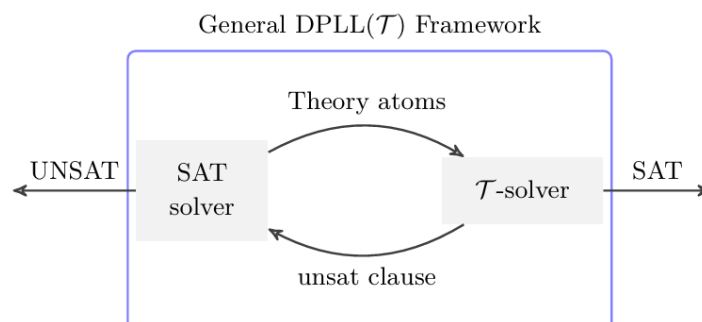 General DPLL(𝒯) Framework
Theory atoms
UNSAT
SAT
solver
𝒯-solver
SAT
unsat clause